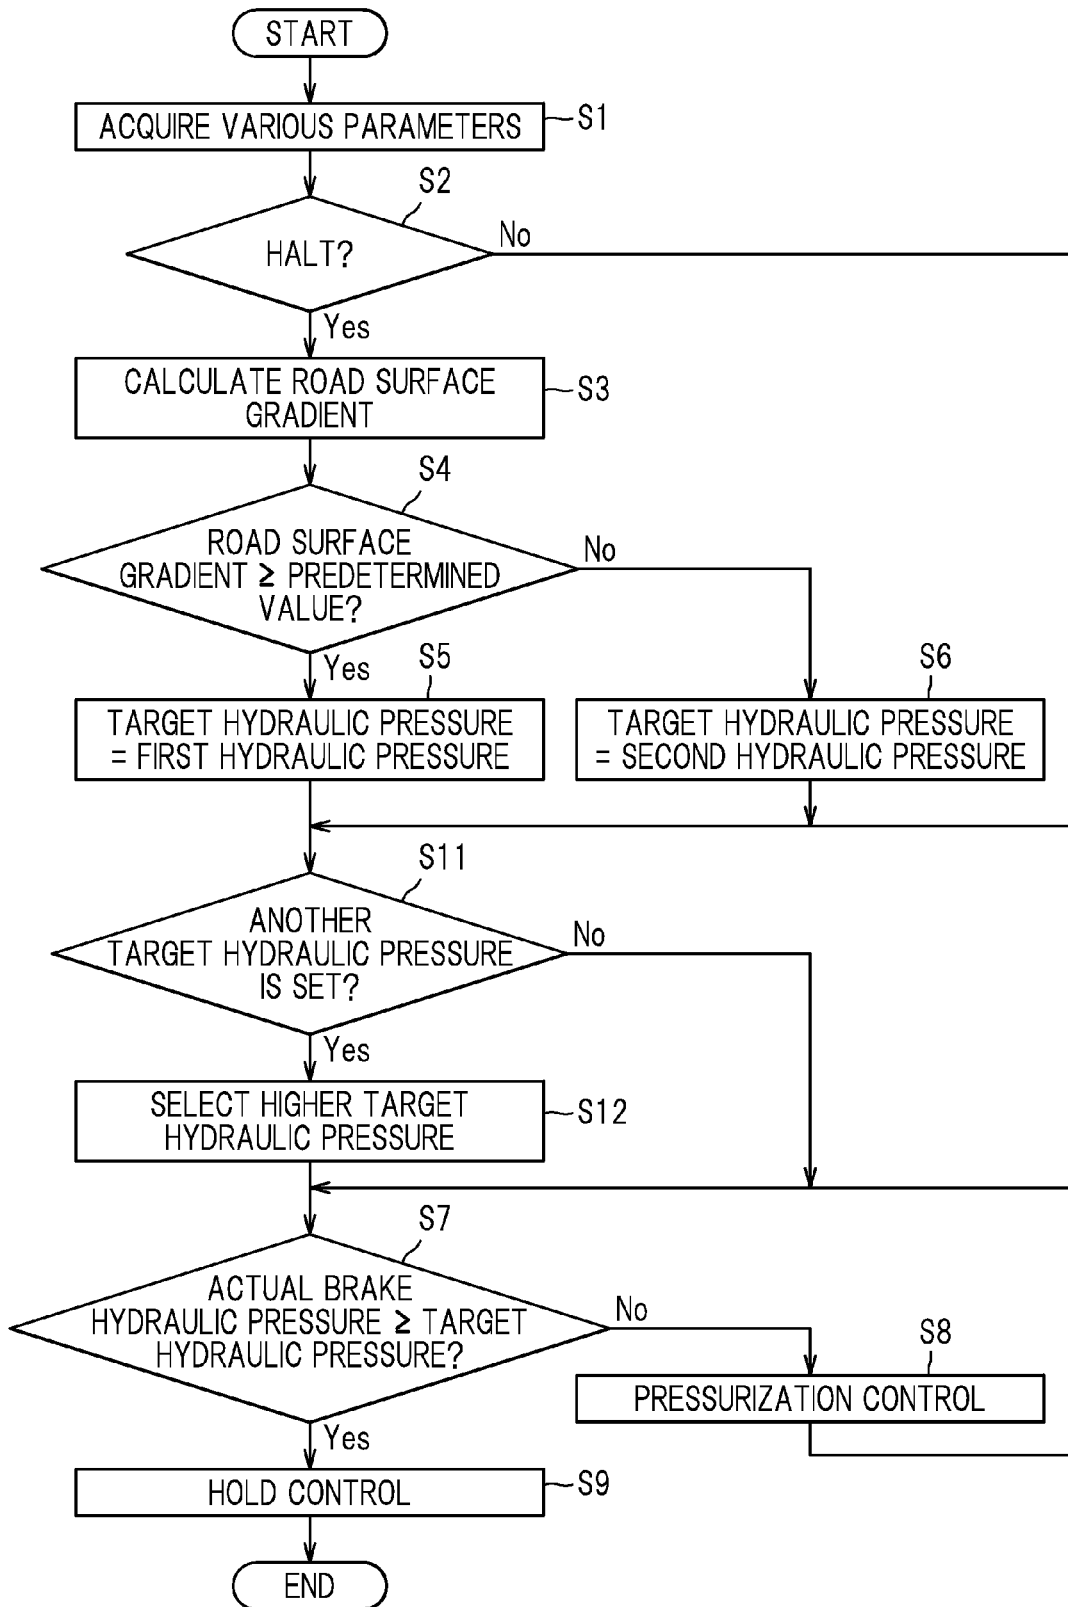 START
ACQUIRE VARIOUS PARAMETERS
S1
S2
HALT?
No
Yes
CALCULATE ROAD SURFACE
GRADIENT
S3
S4
ROAD SURFACE
GRADIENT ≥ PREDETERMINED
VALUE?
No
Yes
S5
TARGET HYDRAULIC PRESSURE
= FIRST HYDRAULIC PRESSURE
S6
TARGET HYDRAULIC PRESSURE
= SECOND HYDRAULIC PRESSURE
S11
ANOTHER
TARGET HYDRAULIC PRESSURE
IS SET?
No
Yes
SELECT HIGHER TARGET
HYDRAULIC PRESSURE
S12
S7
ACTUAL BRAKE
HYDRAULIC PRESSURE ≥ TARGET
HYDRAULIC PRESSURE?
No
S8
PRESSURIZATION CONTROL
Yes
HOLD CONTROL
S9
END